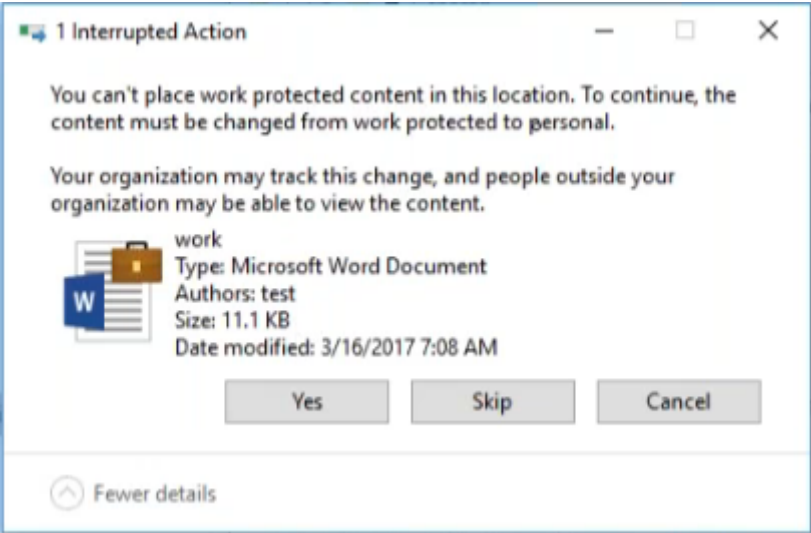 1 Interrupted Action
You can't place work protected content in this location. To continue, the
content must be changed from work protected to personal.
Your organization may track this change, and people outside your
organization may be able to view the content.
work
Type: Microsoft Word Document
W
Authors: test
Size: 11.1 KB
Date modified: 3/16/2017 7:08 AM
Yes Skip Cancel
Fewer details